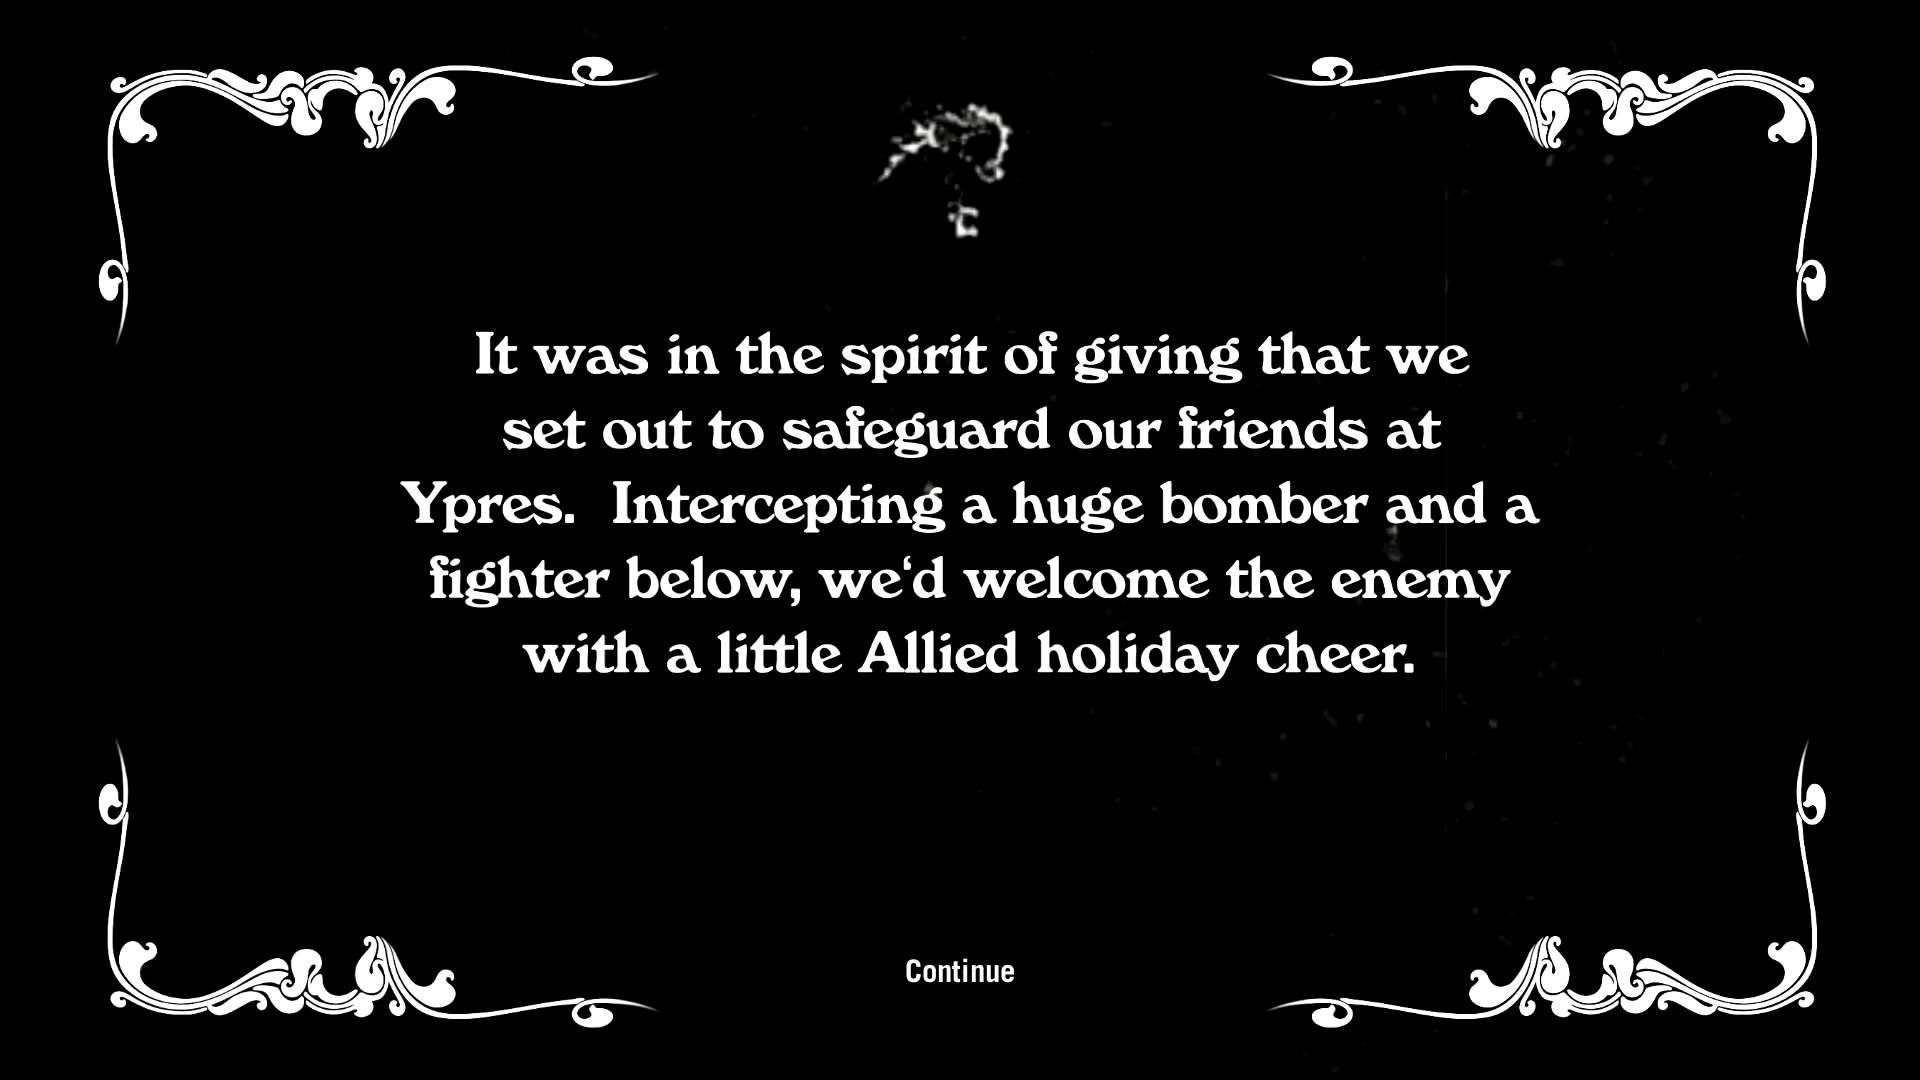 It was in the spirit of giving that we
set out to safeguard our friends at
Ypres.  Intercepting a huge bomber and a
fighter below, we‘d welcome the enemy
with a little Allied holiday cheer.
Continue